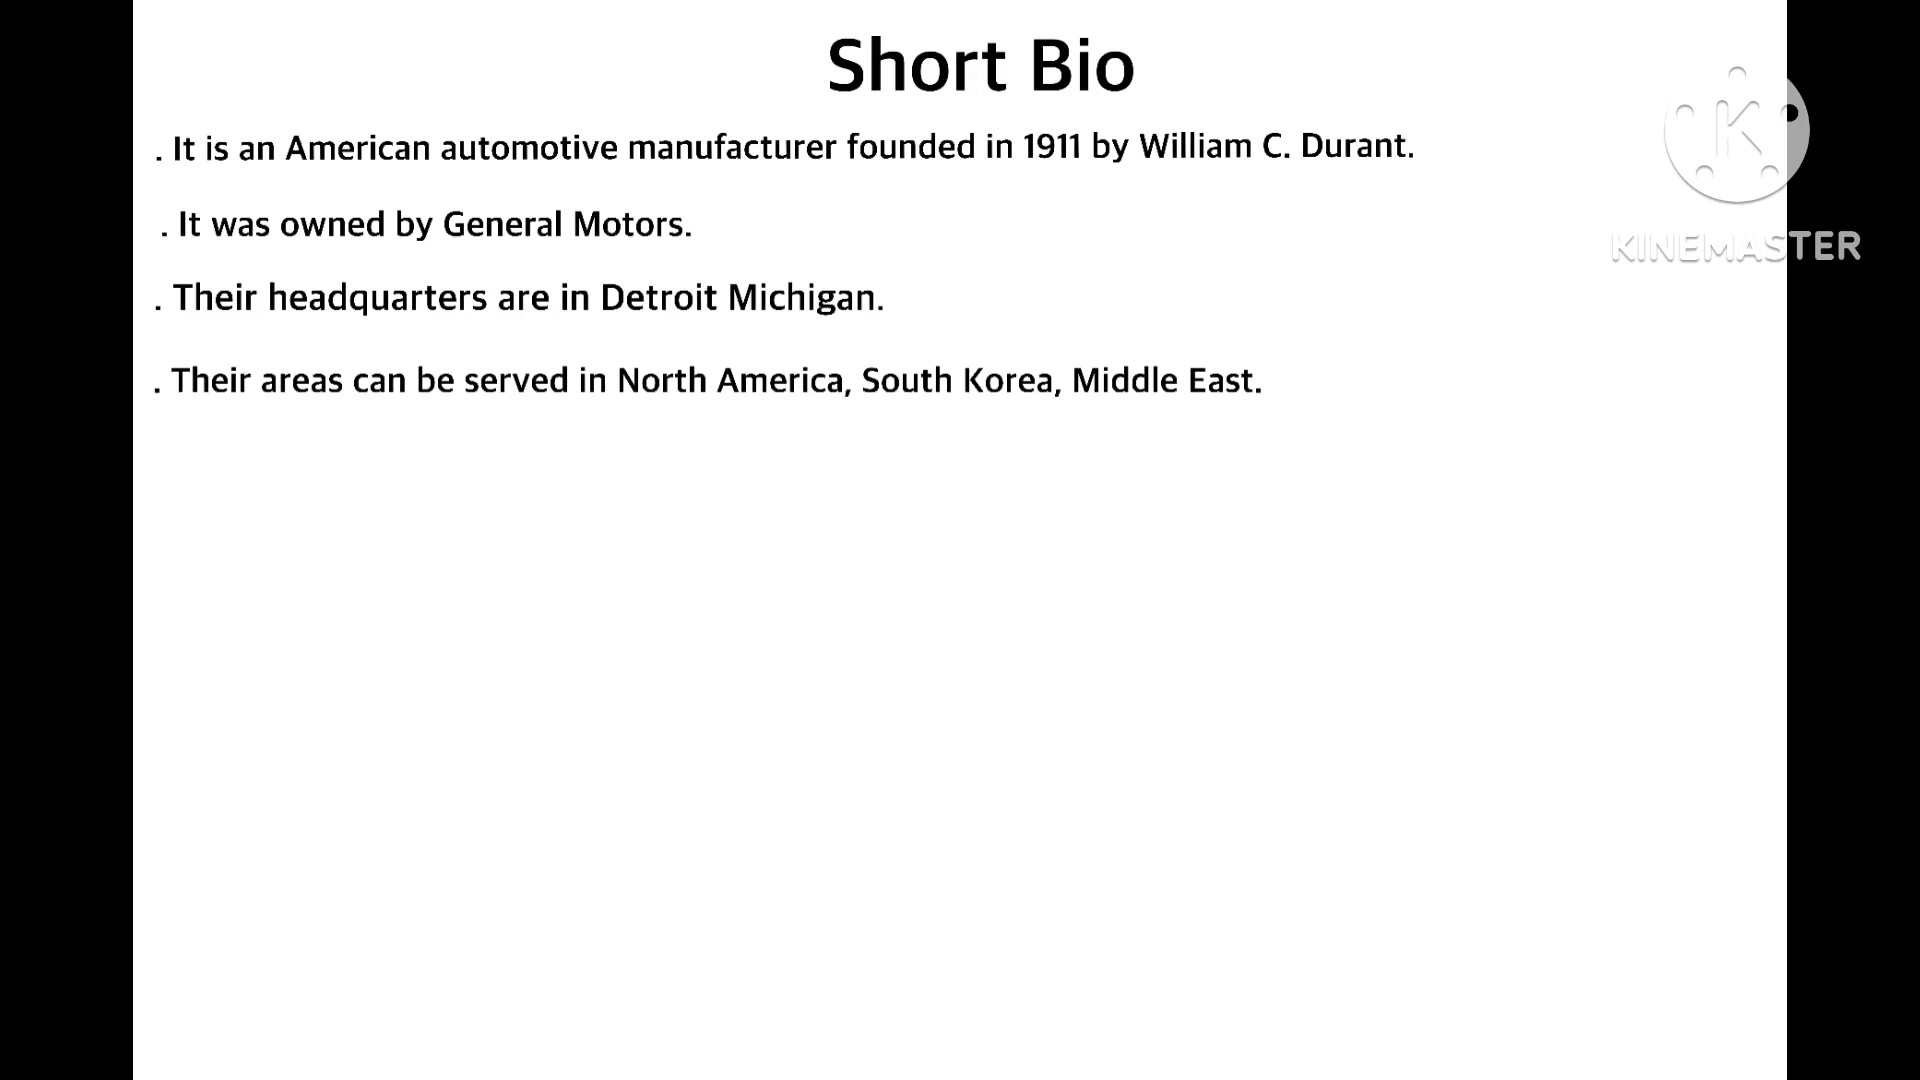 Short Bio
. It is an American automotive manufacturer founded in 1911 by William C. Durant.
. It was owned by General Motors.
. Their headquarters are in Detroit Michigan.
. Their areas can be served in North America, South Korea, Middle East.
K
KINEMASTER